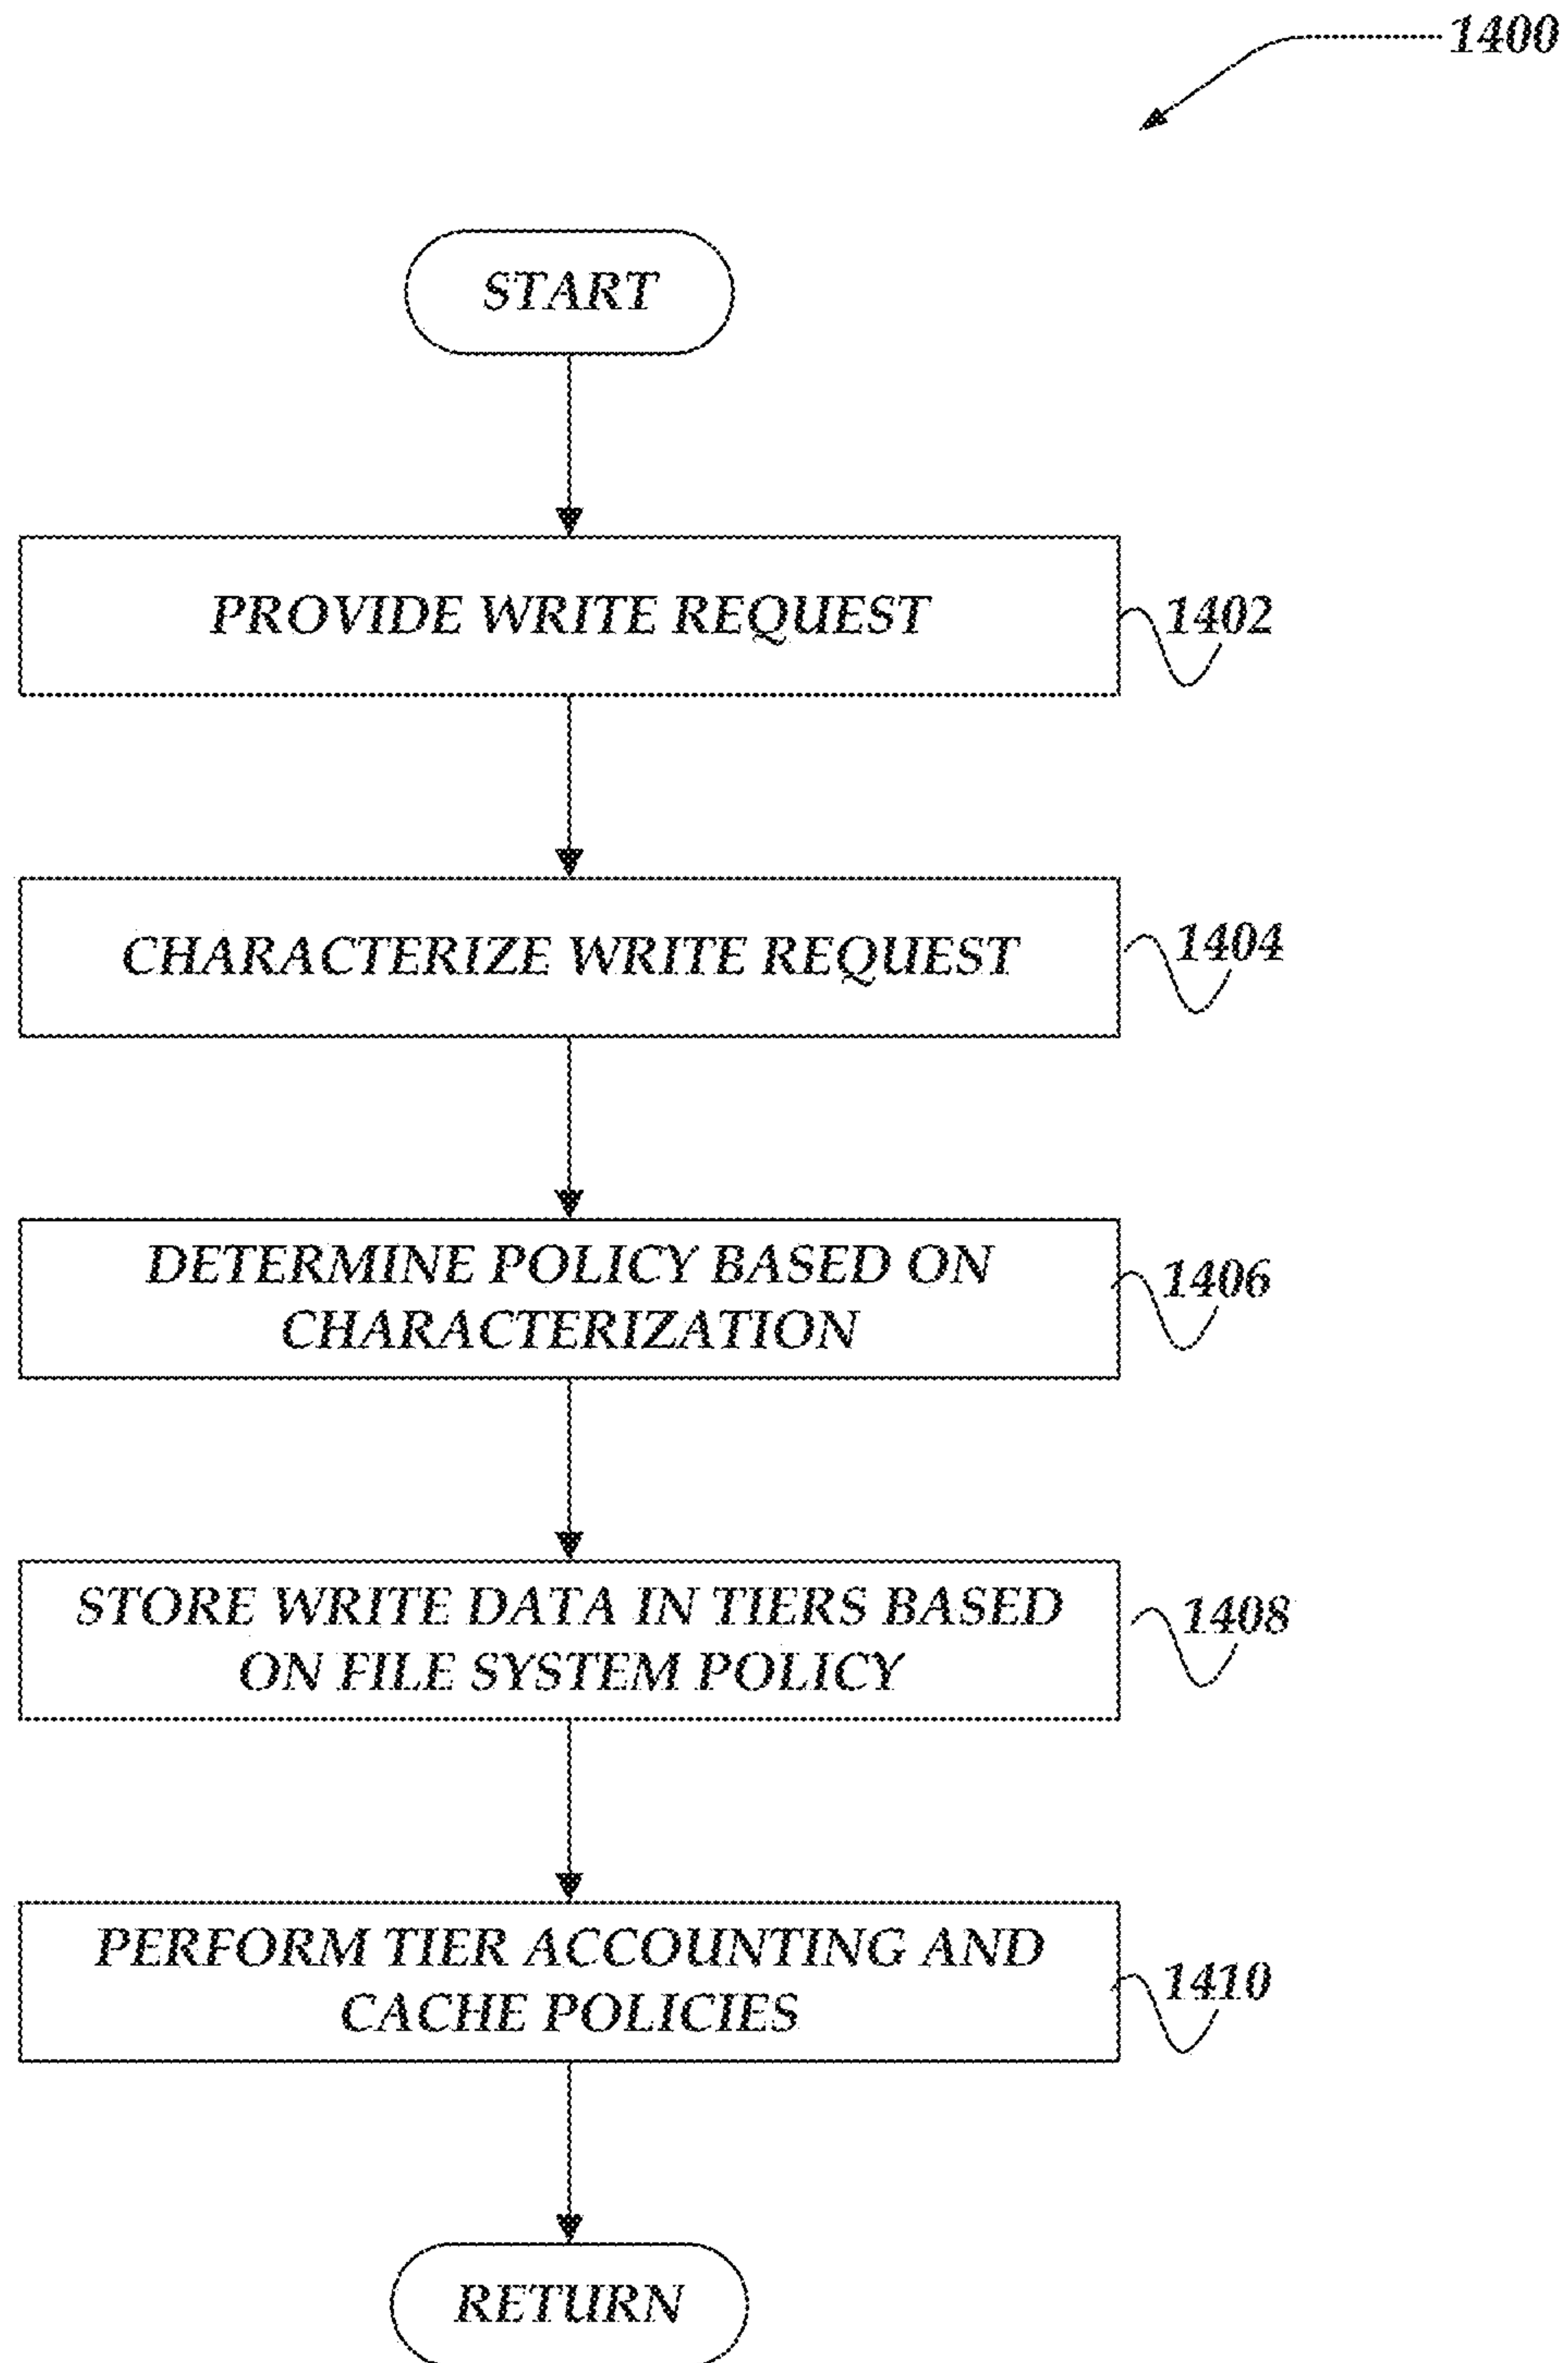 1400
START
PROVIDE WRITE REQUEST
1402
CHARACTERIZE WRITE REQUEST
1404
DETERMINE POLICY BASED ON
CHARACTERIZATION
1406
STORE WRITE DATA IN TIERS BASED
ON FILE SYSTEM POLICY
1408
PERFORM TIER ACCOUNTING AND
CACHE POLICIES
1410
RETURN